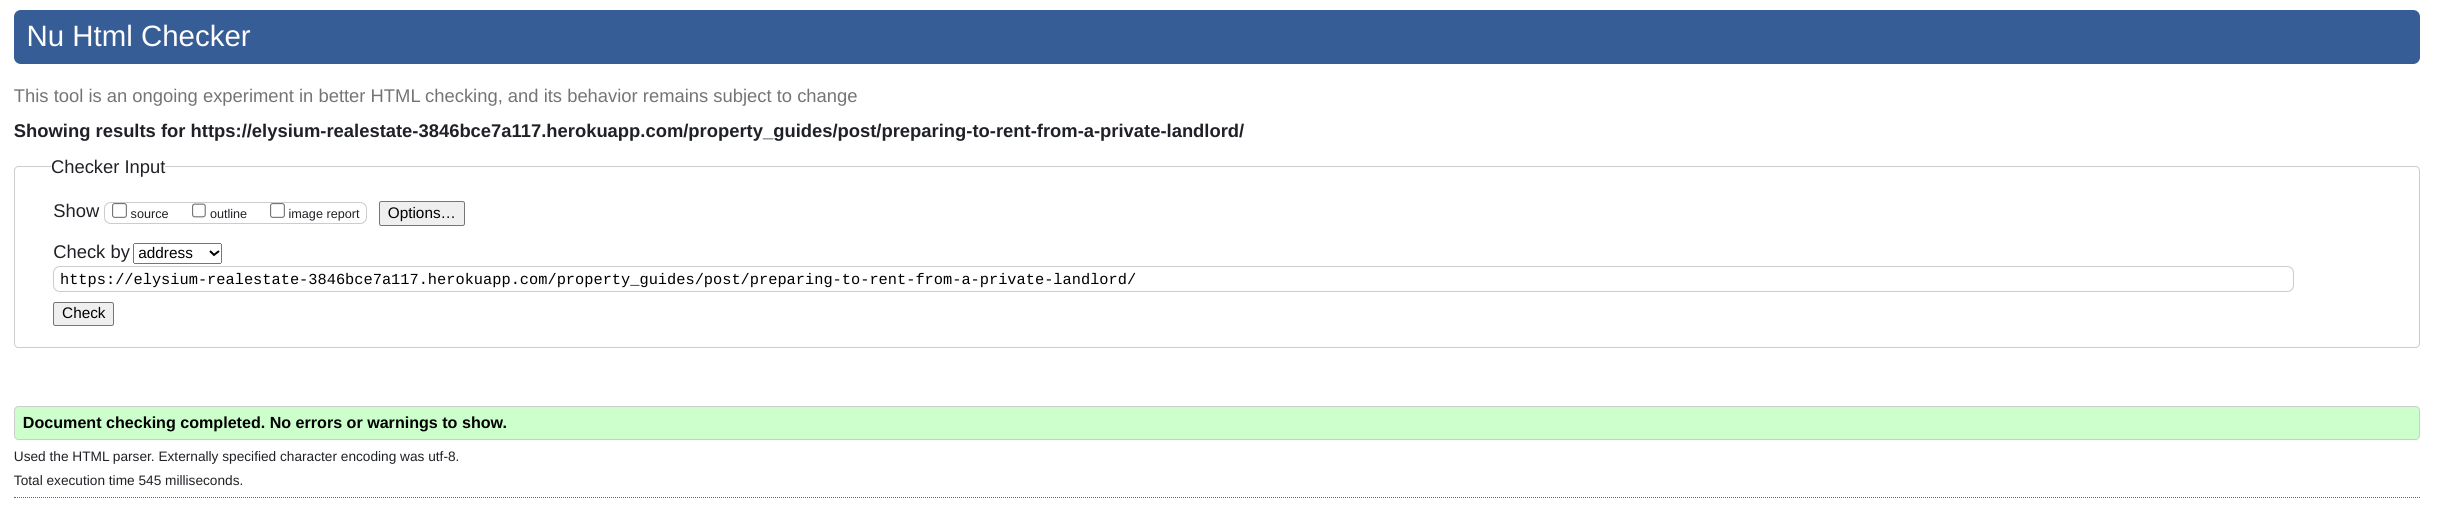 Nu Html Checker
This tool is an ongoing experiment in better HTML checking, and its behavior remains subject to change
Showing results for https://elysium-realestate-3846bce7a117.herokuapp.com/property_guides/post/preparing-to-rent-from-a-private-landlord/
Checker Input
Show source outline image report Options…
Check by address
https://elysium-realestate-3846bce7a117.herokuapp.com/property_guides/post/preparing-to-rent-from-a-private-landlord/
Check
Document checking completed. No errors or warnings to show.
Used the HTML parser. Externally specified character encoding was utf-8.
Total execution time 545 milliseconds.